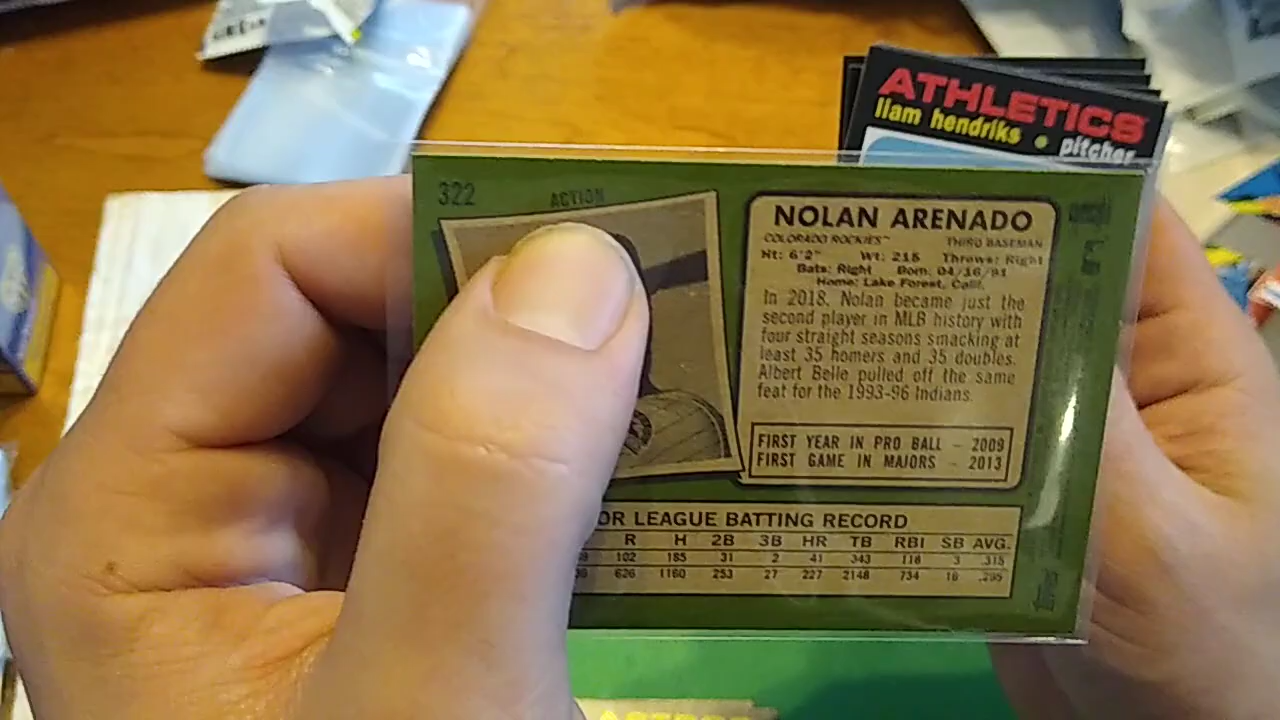 ATHLETICS
liam hendriks • pitcher
322
ACTION
NOLAN ARENADO
COLORADO ROCKIES™ THIRD BASEMAN
Ht: 6'2" Wt: 215 Throws: Right
Bats: Right Born: 04/16/91
Home: Lake Forest, Calif.
In 2018, Nolan became just the
second player in MLB history with
four straight seasons smacking at
least 35 homers and 35 doubles.
Albert Belle pulled off the same
feat for the 1993-96 Indians.
FIRST YEAR IN PRO BALL – 2009
FIRST GAME IN MAJORS – 2013
OR LEAGUE BATTING RECORD
R H 2B 3B HR TB RBI SB AVG.
102 185 31 2 41 343 118 3 .315
626 1160 253 27 227 2148 734 16 .295